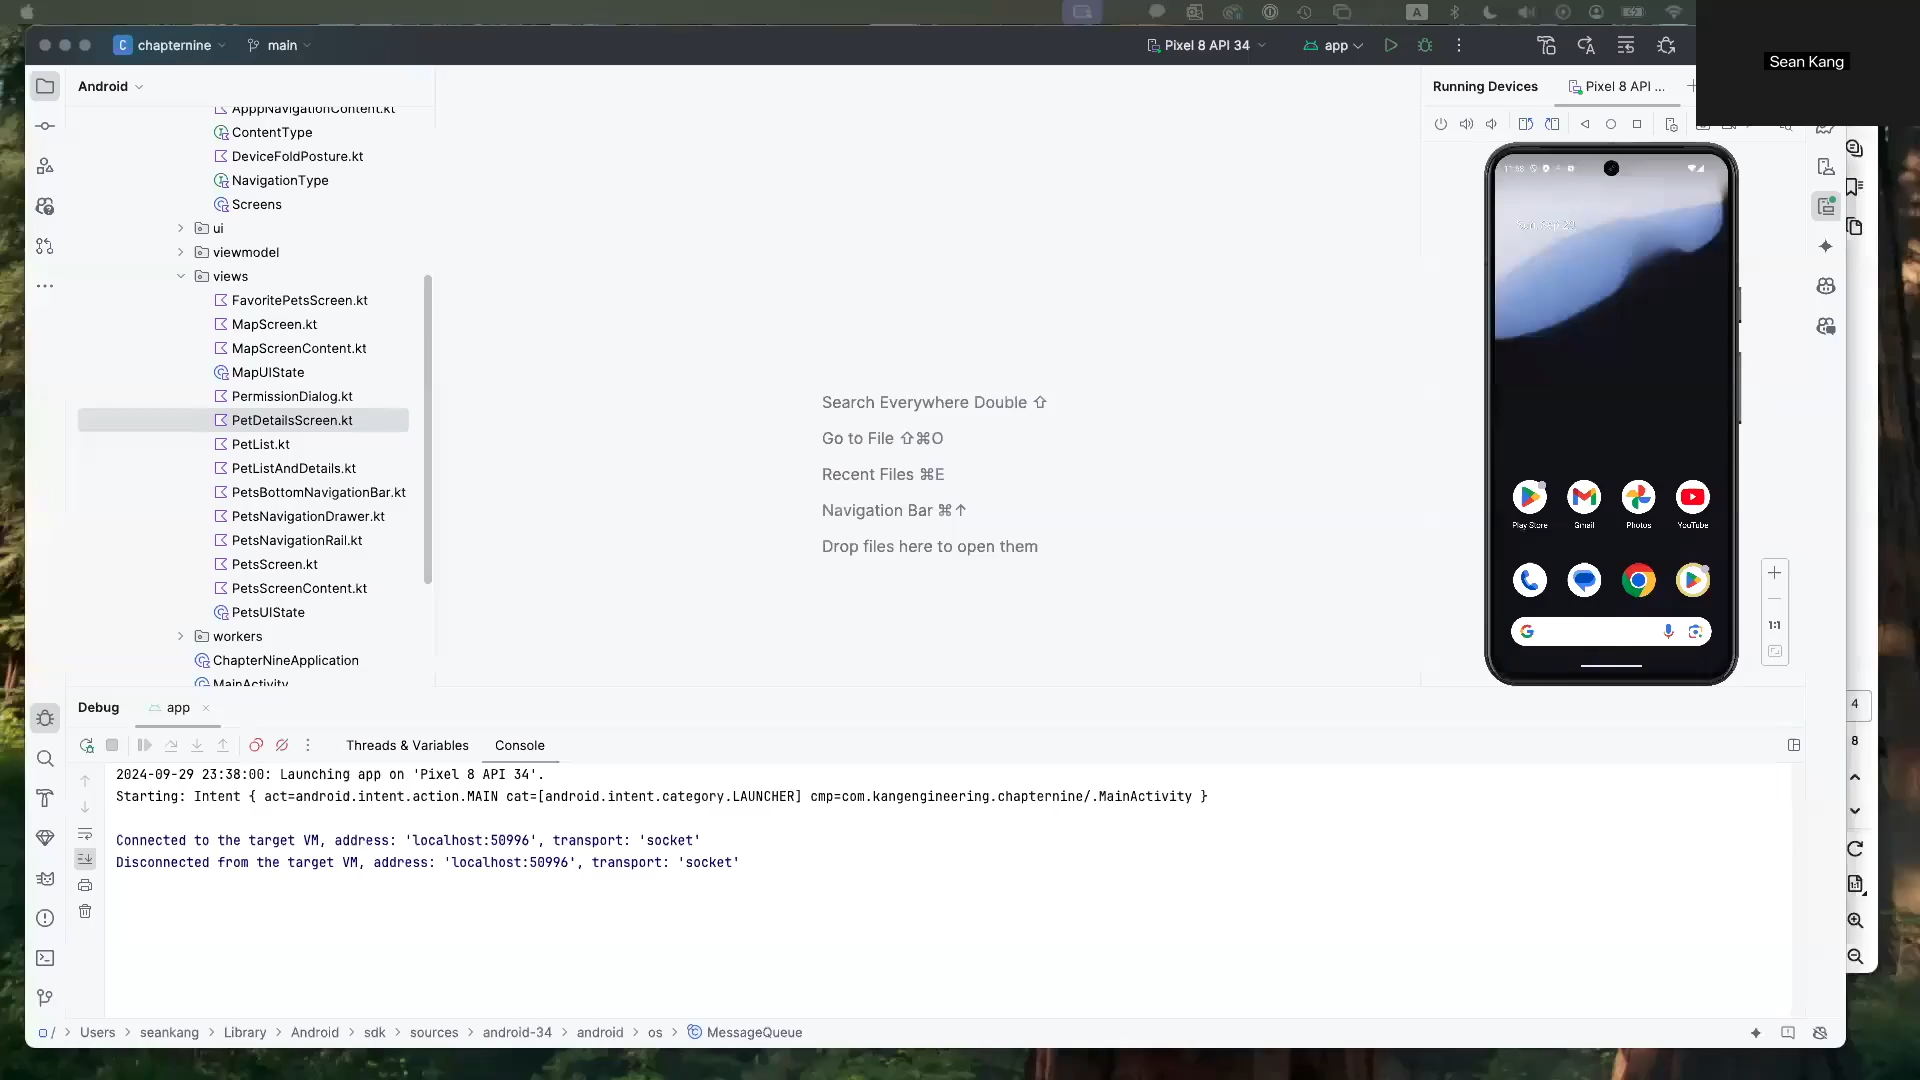 chapternine
main
Pixel 8 API 34
app
Sean Kang
Android
Running Devices
Pixel 8 API ...
ApppNavigationContent.kt
ContentType
DeviceFoldPosture.kt
NavigationType
Screens
ui
viewmodel
views
FavoritePetsScreen.kt
MapScreen.kt
MapScreenContent.kt
MapUIState
PermissionDialog.kt
PetDetailsScreen.kt
PetList.kt
PetListAndDetails.kt
PetsBottomNavigationBar.kt
PetsNavigationDrawer.kt
PetsNavigationRail.kt
PetsScreen.kt
PetsScreenContent.kt
PetsUIState
workers
ChapterNineApplication
MainActivity
Search Everywhere Double ⇧
Go to File ⇧⌘O
Recent Files ⌘E
Navigation Bar ⌘↑
Drop files here to open them
Play Store
Gmail
Photos
YouTube
1:1
4
8
Debug
app
Threads & Variables
Console
2024-09-29 23:38:00: Launching app on 'Pixel 8 API 34'.
Starting: Intent { act=android.intent.action.MAIN cat=[android.intent.category.LAUNCHER] cmp=com.kangengineering.chapternine/.MainActivity }
Connected to the target VM, address: 'localhost:50996', transport: 'socket'
Disconnected from the target VM, address: 'localhost:50996', transport: 'socket'
/ > Users > seankang > Library > Android > sdk > sources > android-34 > android > os > MessageQueue